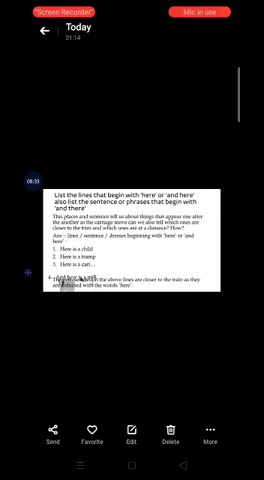 "Screen Recorder"
Mic in use
Today
21:14
08:33
List the lines that begin with 'here' or 'and here'
also list the sentence or phrases that begin with
'and there'
This places and sentence tell us about things that appear one after
the another as the carriage move can we also tell which ones are
closer to the train and which ones are at a distance? How?
Ans :- lines / sentence / dresses beginning with 'here' or 'and
here' :
1. Here is a child
2. Here is a tramp
3. Here is a cart...
4. And here is a mill
in the above lines are closer to the train as they
are with the words 'here'.
Send
Favorite
Edit
Delete
More